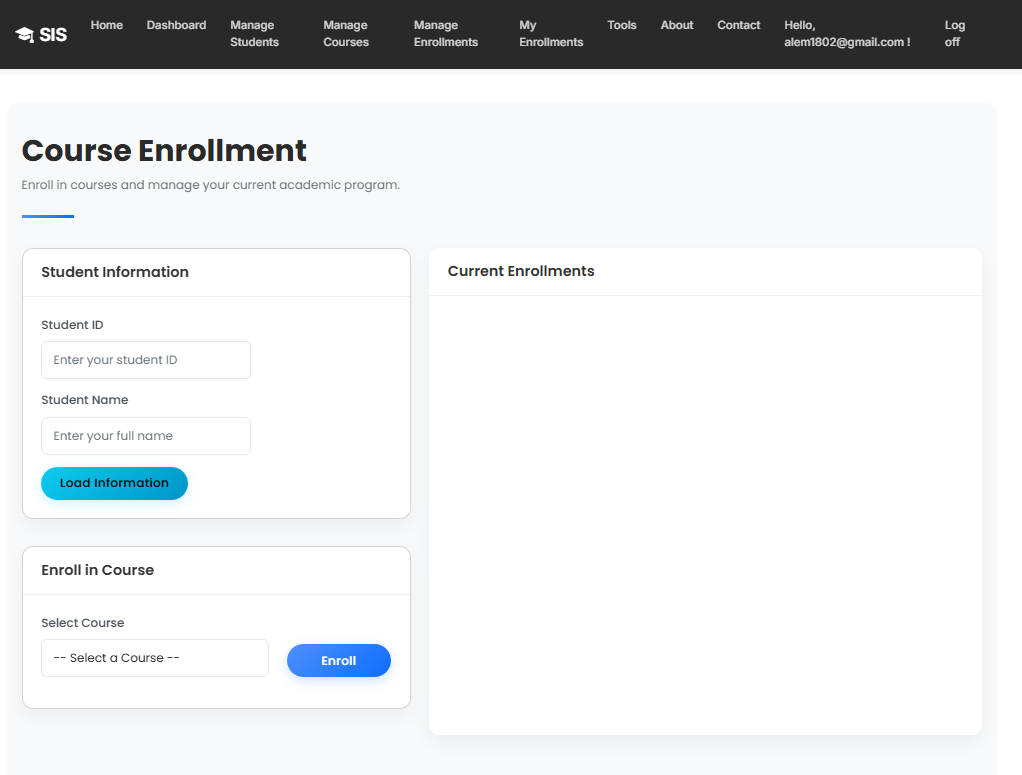 SIS
Home
Dashboard
Manage
Students
Manage
Courses
Manage
Enrollments
My
Enrollments
Tools
About
Contact
Hello,
alem1802@gmail.com !
Log
off
Course Enrollment
Enroll in courses and manage your current academic program.
Student Information
Student ID
Enter your student ID
Student Name
Enter your full name
Load Information
Enroll in Course
Select Course
-- Select a Course --
Enroll
Current Enrollments